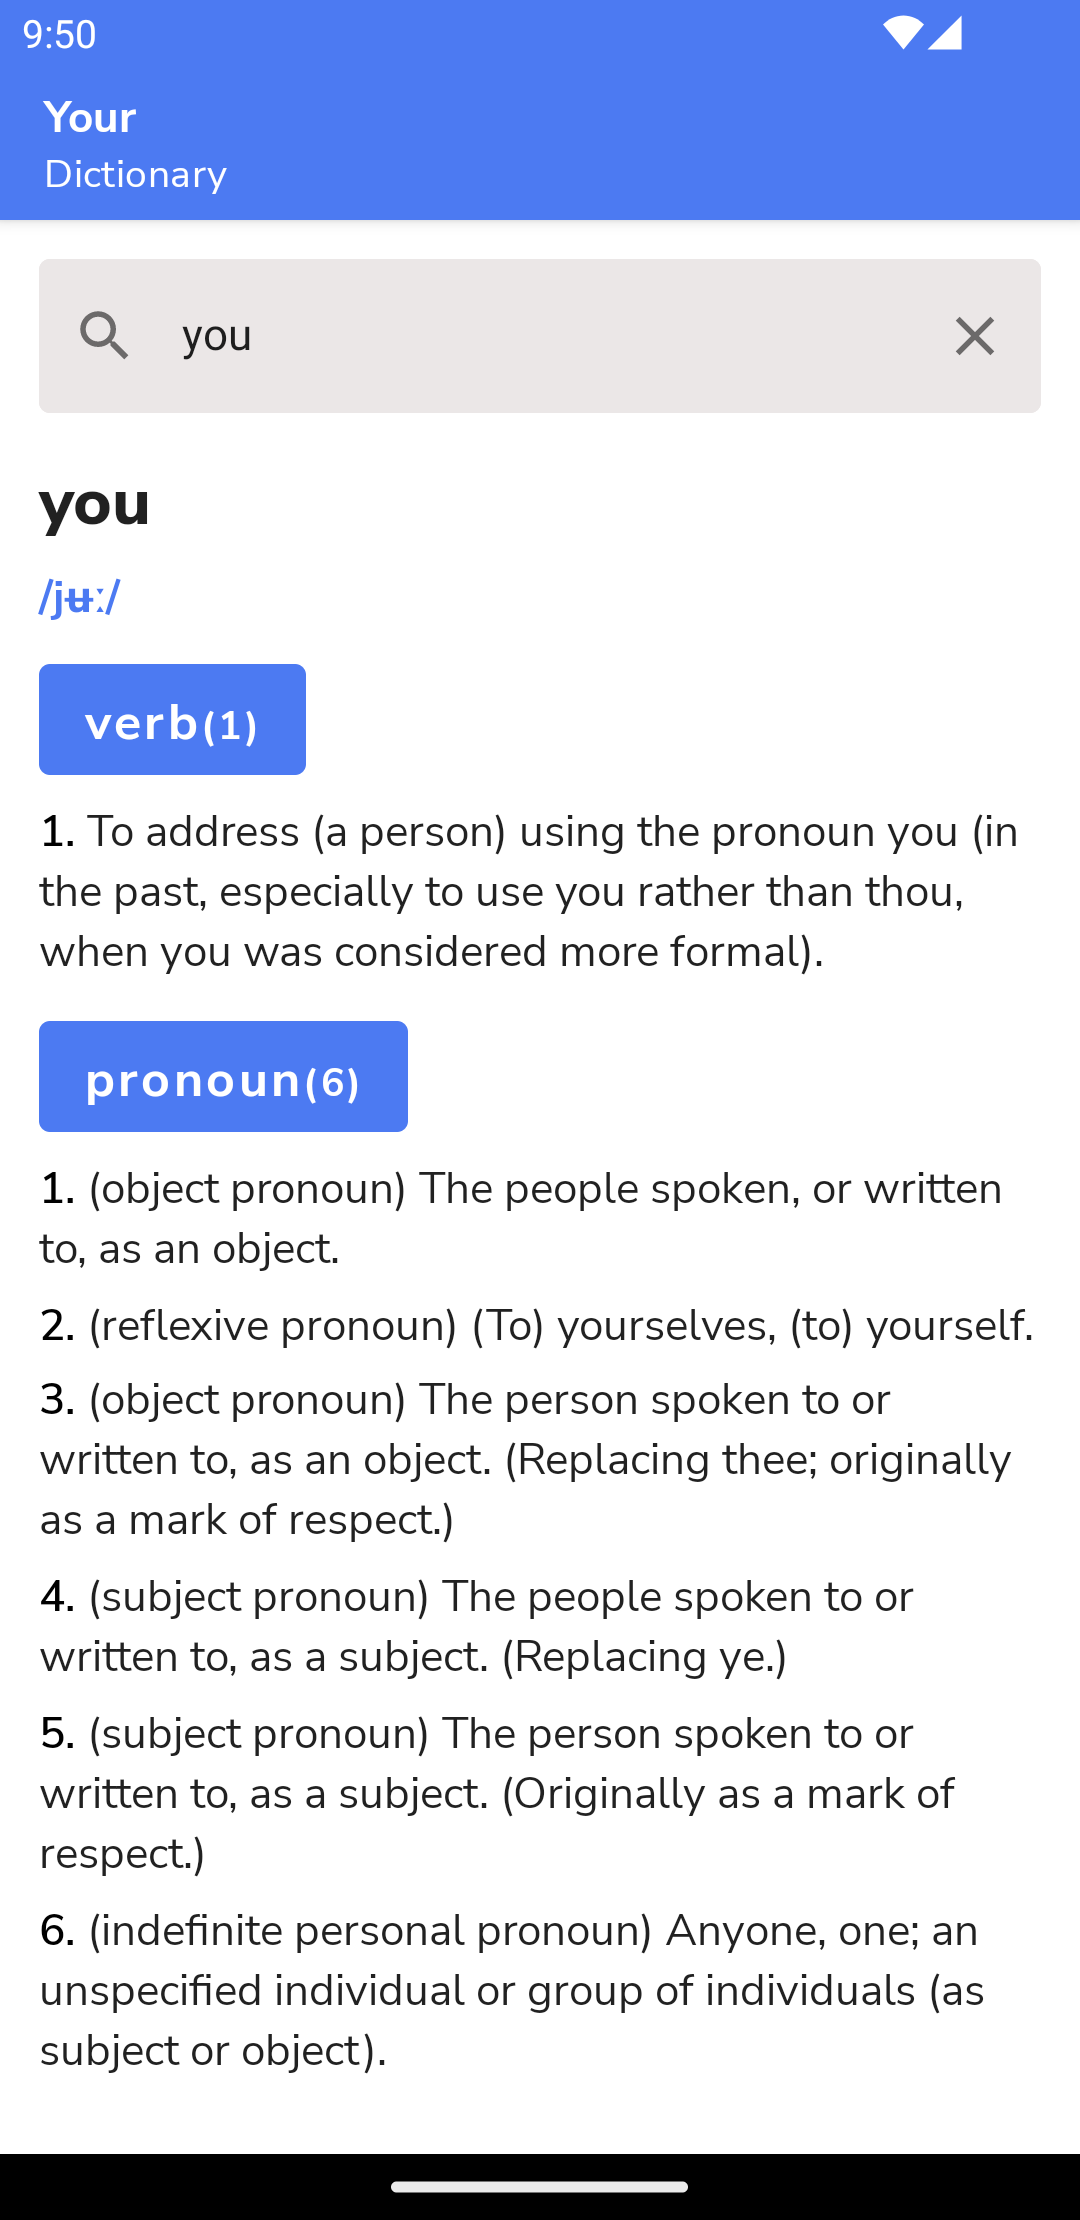 9:50
Your
Dictionary
you
you
/jʉː/
verb(1)
1. To address (a person) using the pronoun you (in
the past, especially to use you rather than thou,
when you was considered more formal).
pronoun(6)
1. (object pronoun) The people spoken, or written
to, as an object.
2. (reflexive pronoun) (To) yourselves, (to) yourself.
3. (object pronoun) The person spoken to or
written to, as an object. (Replacing thee; originally
as a mark of respect.)
4. (subject pronoun) The people spoken to or
written to, as a subject. (Replacing ye.)
5. (subject pronoun) The person spoken to or
written to, as a subject. (Originally as a mark of
respect.)
6. (indefinite personal pronoun) Anyone, one; an
unspecified individual or group of individuals (as
subject or object).